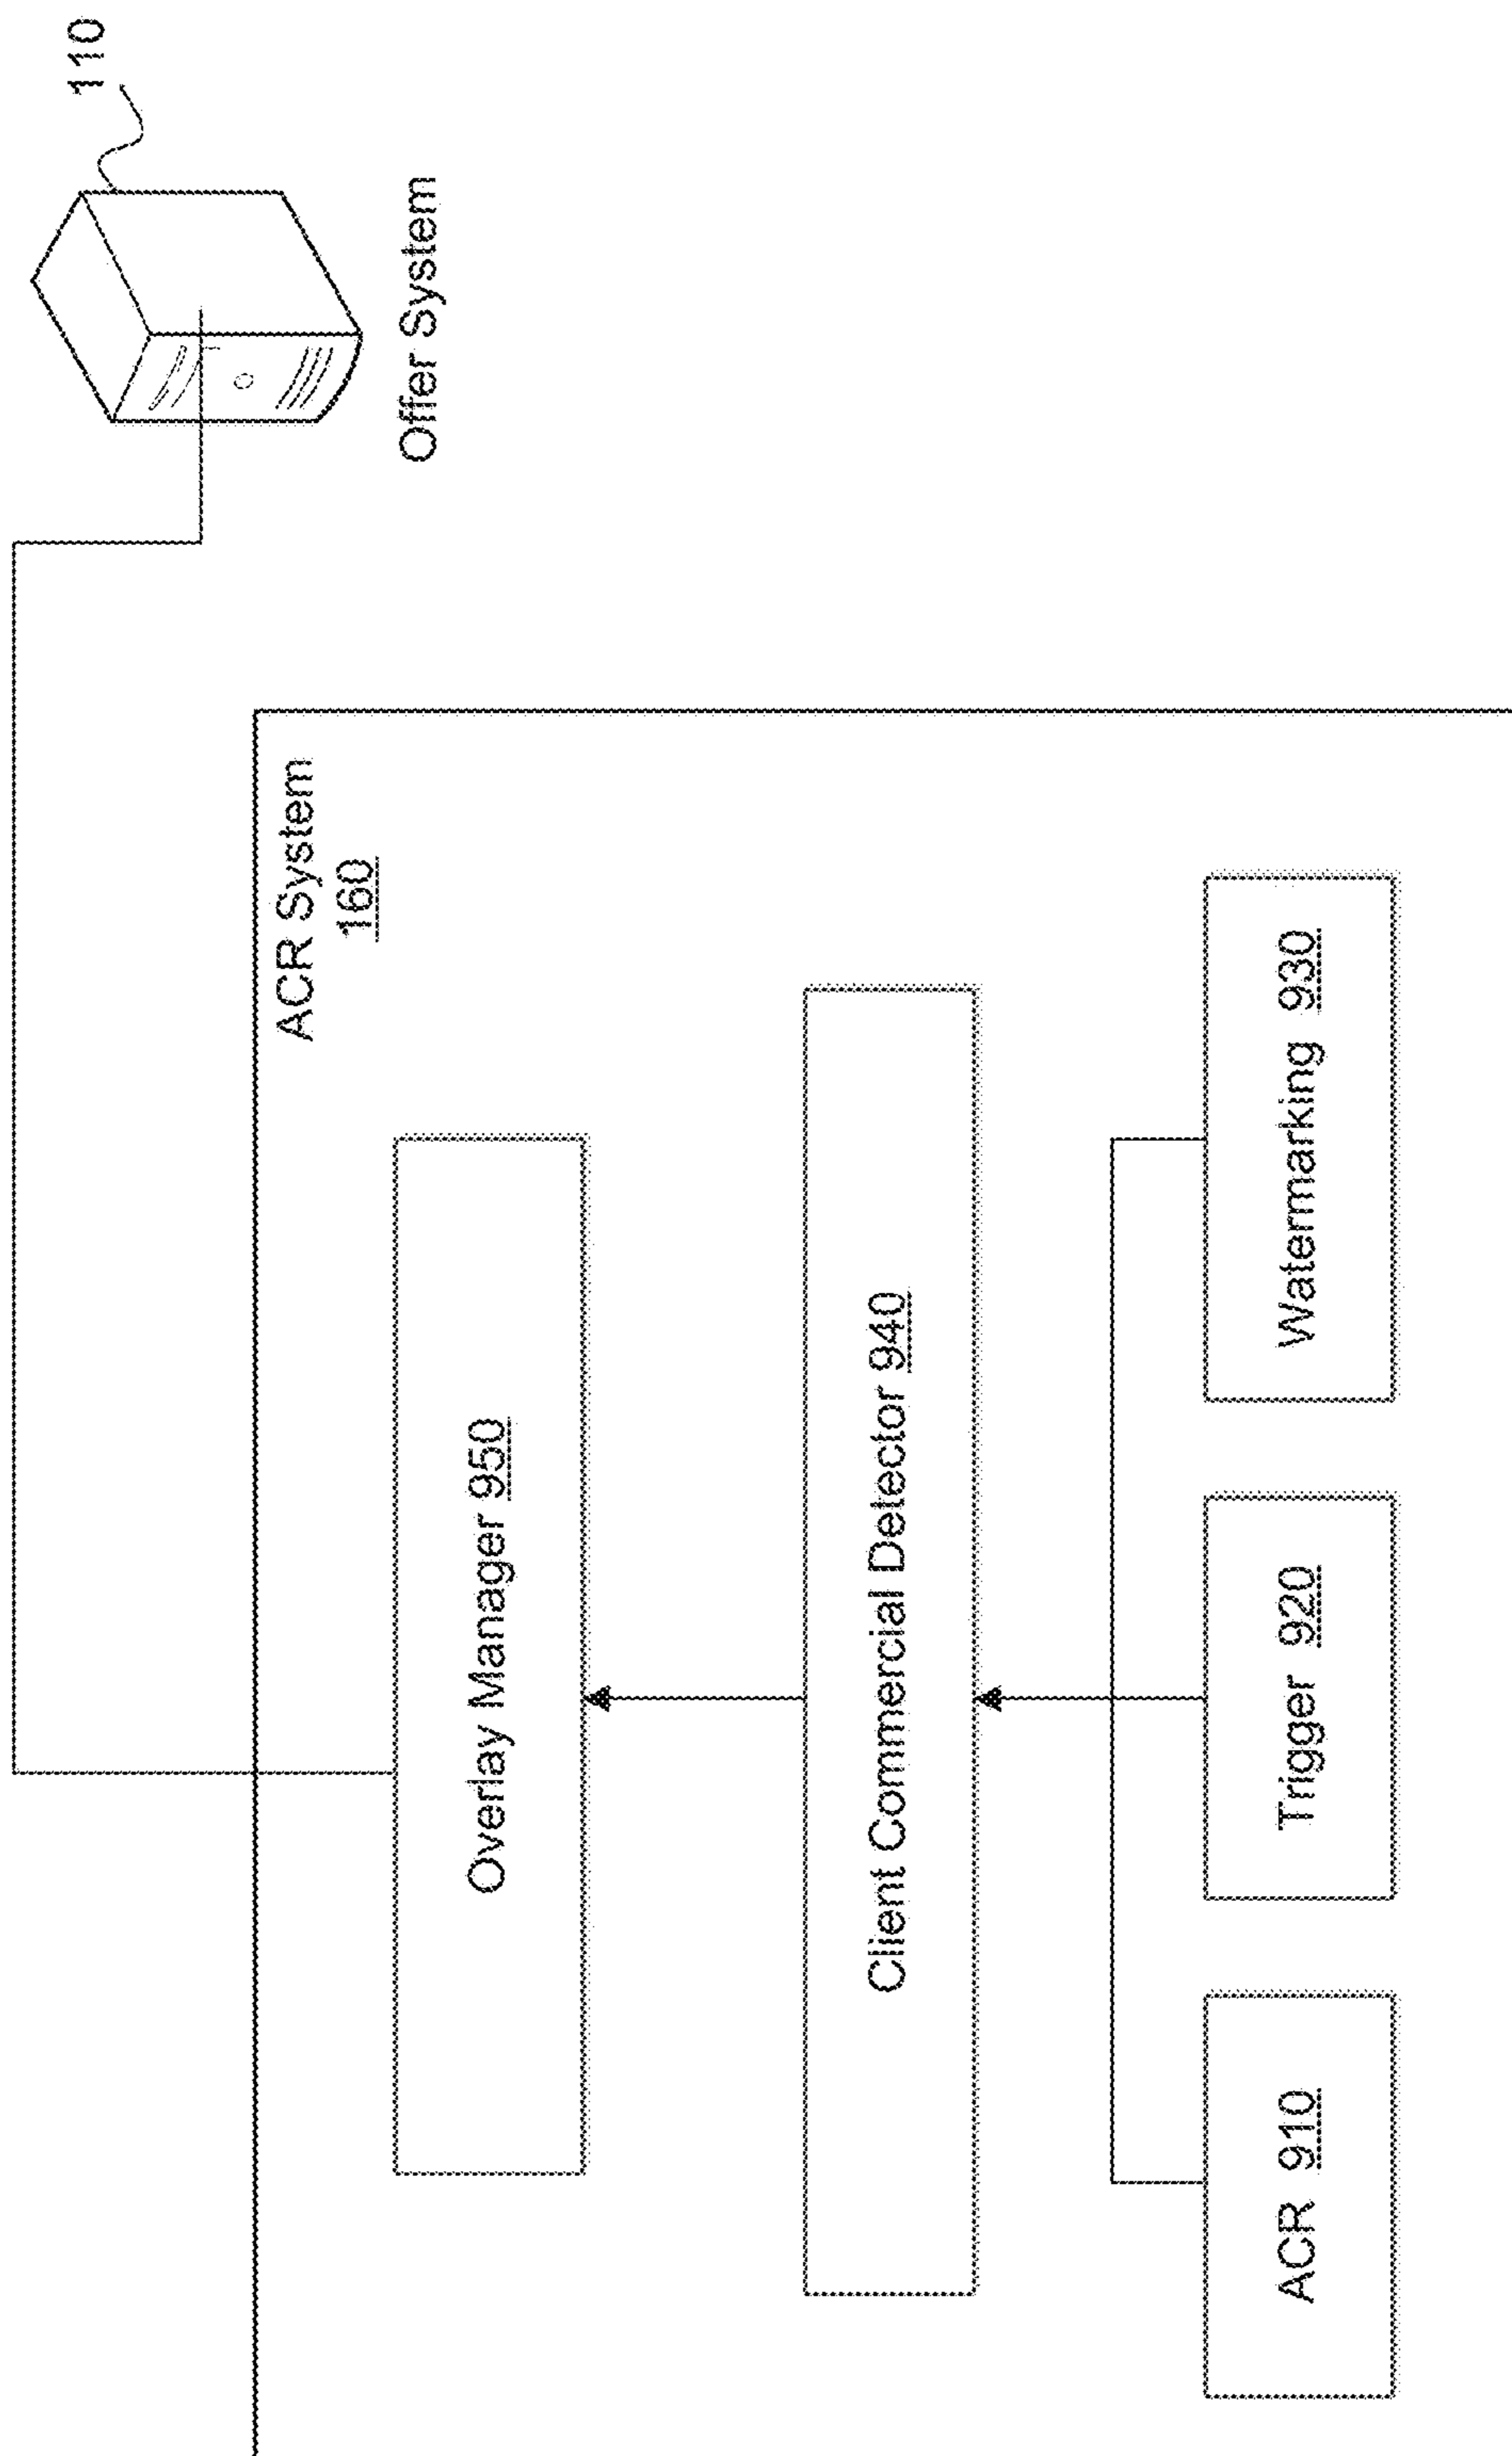 110
Offer System
ACR System
160
Overlay Manager 950
Client Commercial Detector 940
ACR 910
Trigger 920
Watermarking 930